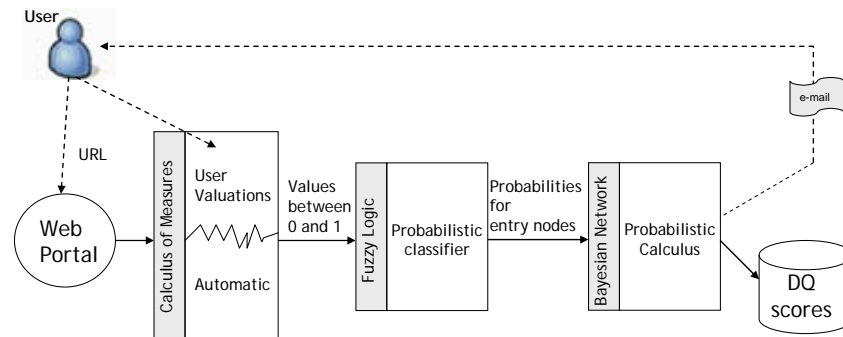 User
e-mail
URL
Calculus of Measures
User
Valuations
Automatic
Web
Portal
Values
between
0 and 1
Fuzzy Logic
Probabilistic
classifier
Probabilities
for
entry nodes
Bayesian Network
Probabilistic
Calculus
DQ
scores